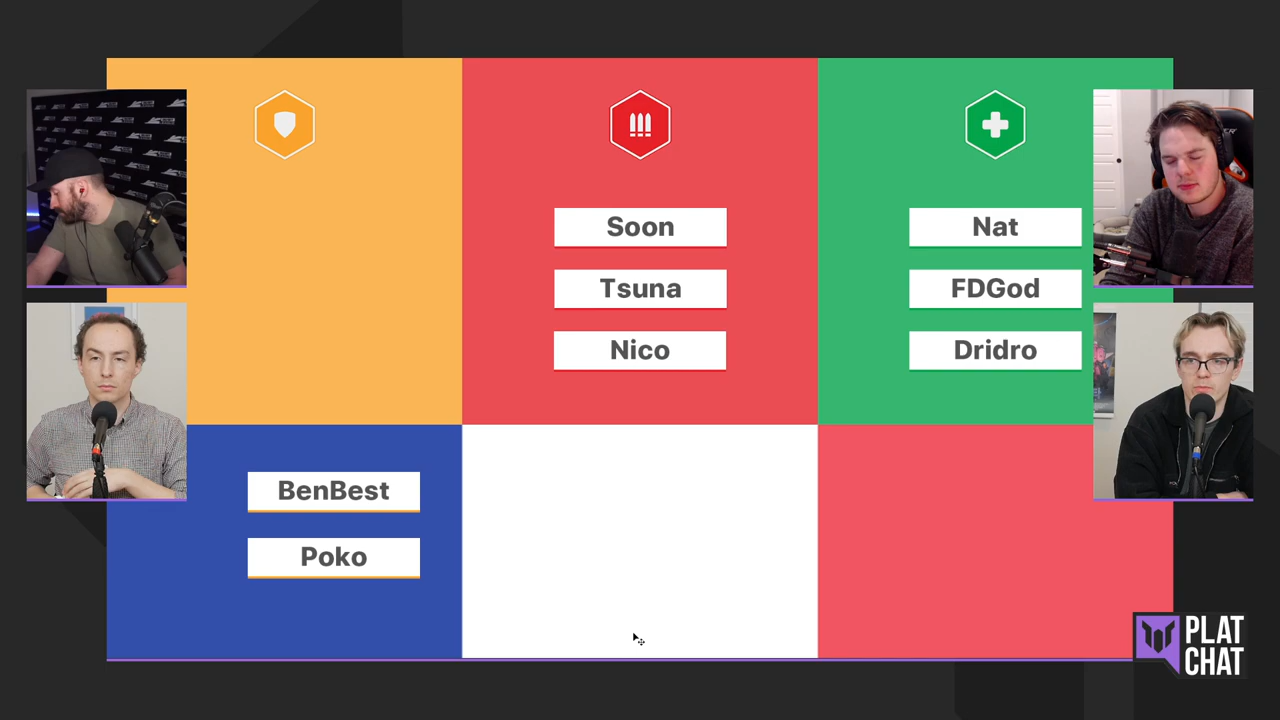 Soon
Tsuna
Nico
Nat
FDGod
Dridro
BenBest
Poko
PLAT
CHAT